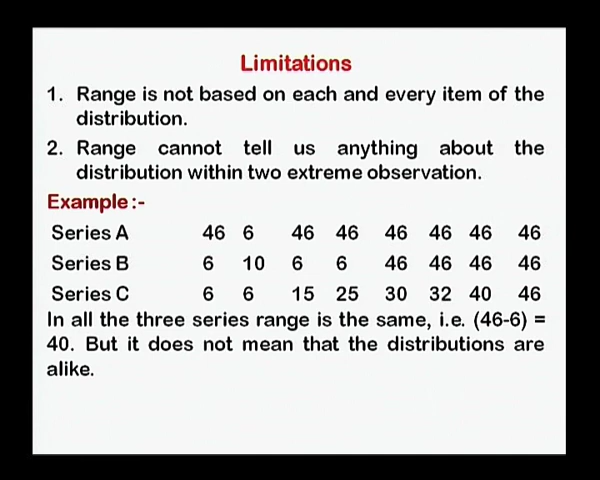 Limitations
1. Range is not based on each and every item of the
distribution.
2. Range cannot tell us anything about the
distribution within two extreme observation.
Example:-
Series A 46 6 46 46 46 46 46 46
Series B 6 10 6 6 46 46 46 46
Series C 6 6 15 25 30 32 40 46
In all the three series range is the same, i.e. (46-6) =
40. But it does not mean that the distributions are
alike.